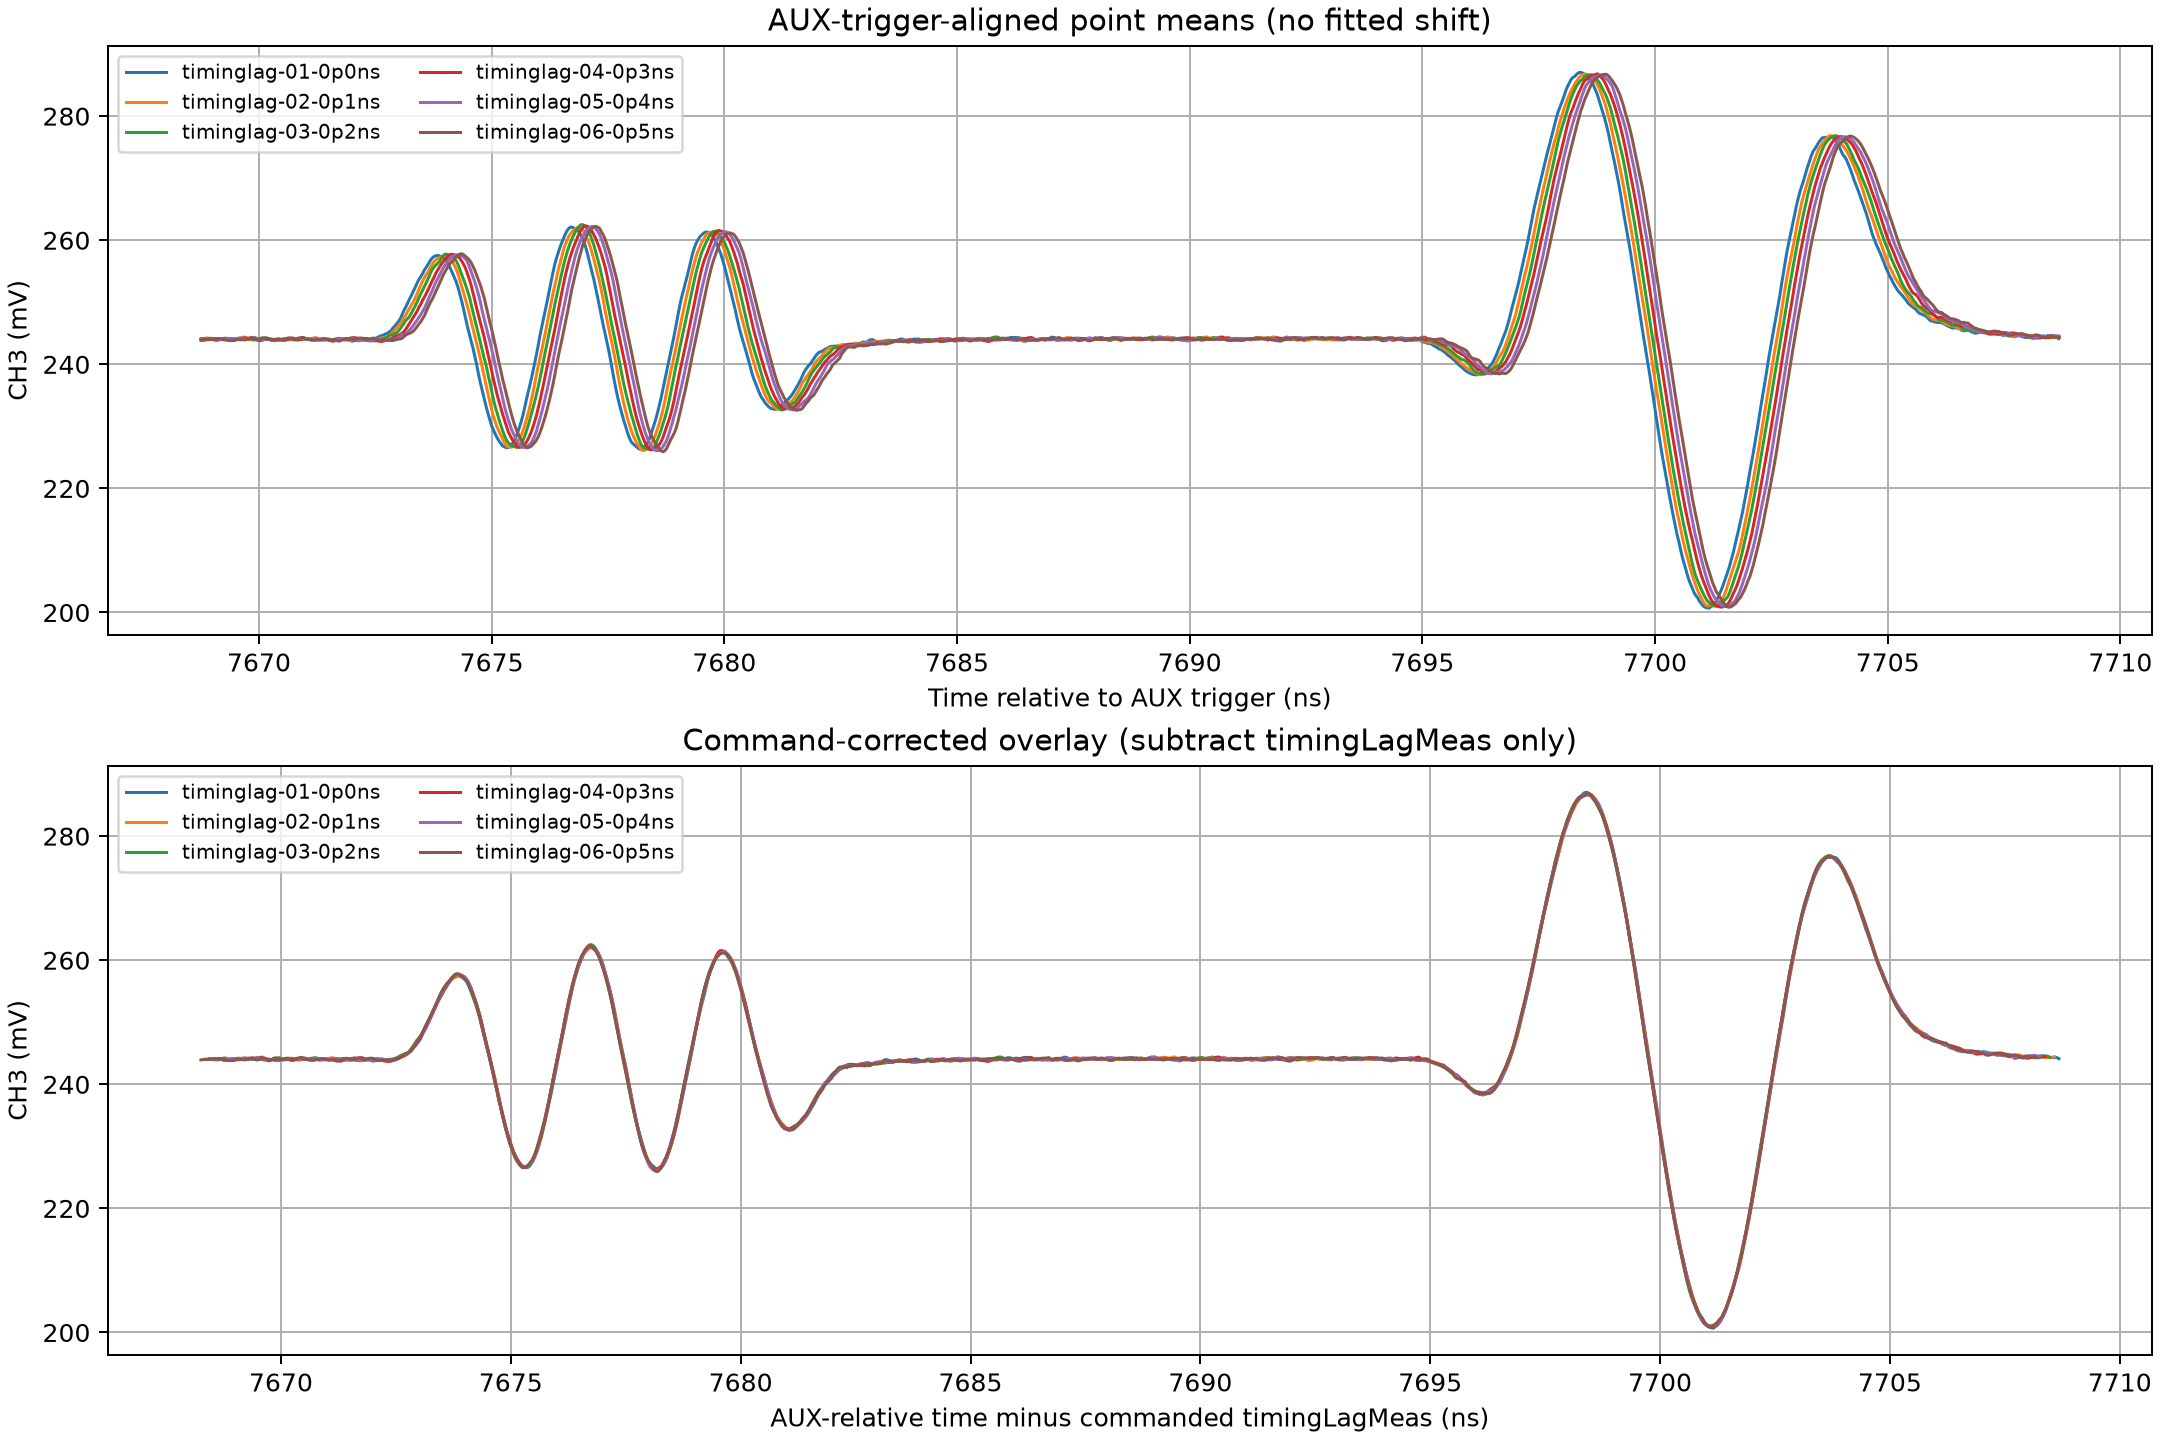 AUX-trigger-aligned point means (no fitted shift)
timinglag-01-0p0ns timinglag-04-0p3ns
timinglag-02-0p1ns timinglag-05-0p4ns
timinglag-03-0p2ns timinglag-06-0p5ns
280
260
240
220
200
CH3 (mV)
7670 7675 7680 7685 7690 7695 7700 7705 7710
Time relative to AUX trigger (ns)
Command-corrected overlay (subtract timingLagMeas only)
timinglag-01-0p0ns timinglag-04-0p3ns
timinglag-02-0p1ns timinglag-05-0p4ns
timinglag-03-0p2ns timinglag-06-0p5ns
280
260
240
220
200
CH3 (mV)
7670 7675 7680 7685 7690 7695 7700 7705 7710
AUX-relative time minus commanded timingLagMeas (ns)